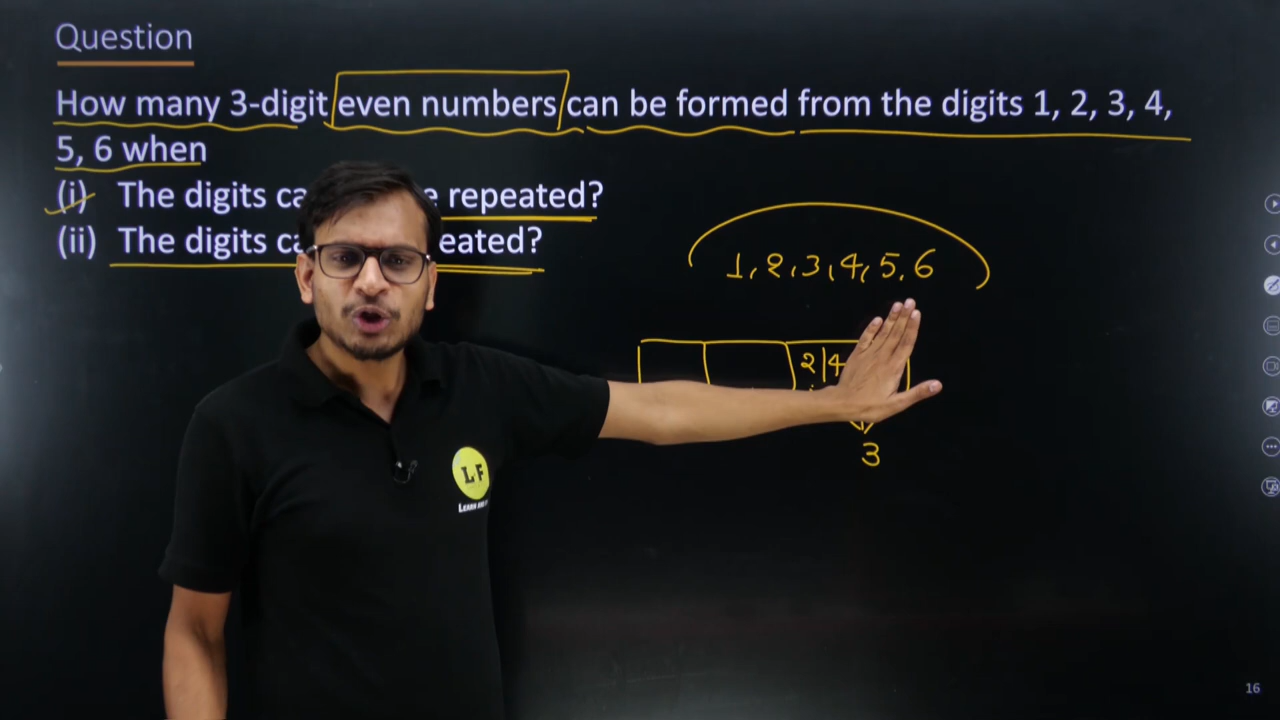 Question
How many 3-digit even numbers can be formed from the digits 1, 2, 3, 4,
5, 6 when
(i) The digits repeated?
(ii) The digits eated?
1, 2, 3, 4, 5, 6
2|4
3
LF
16